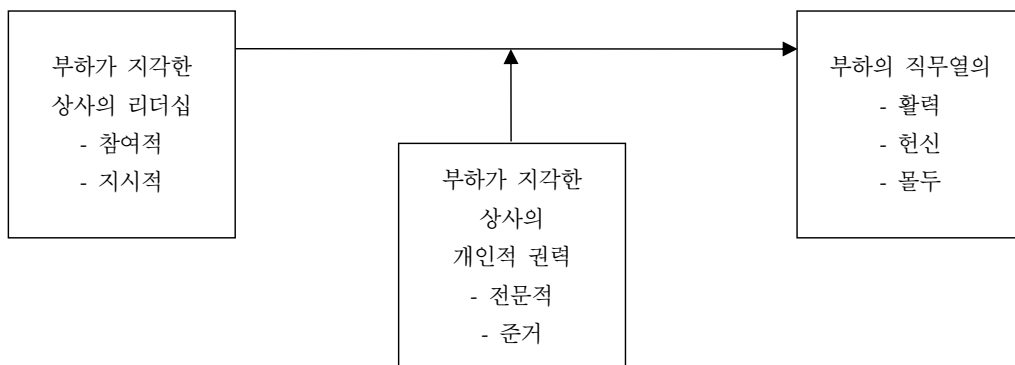 부하가 지각한
상사의 리더십
- 참여적
- 지시적
부하가 지각한
상사의
개인적 권력
- 전문적
- 준거
부하의 직무열의
- 활력
- 헌신
- 몰두